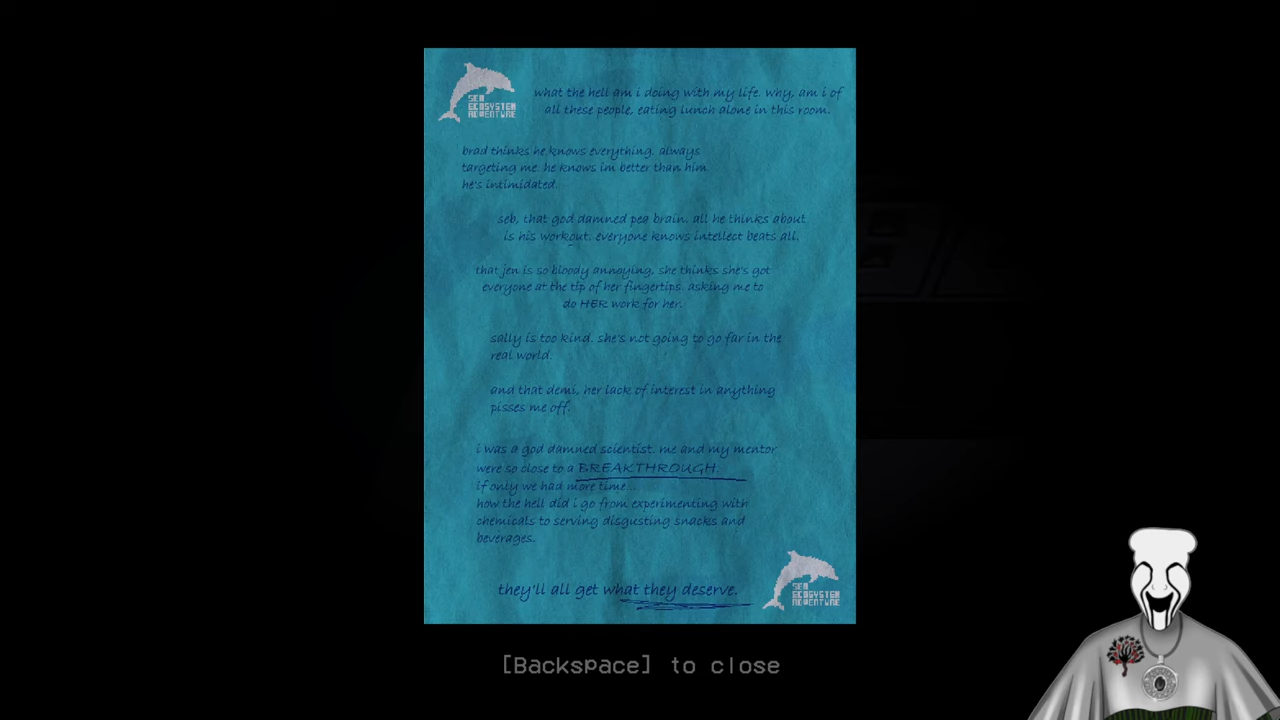 SEA
ECOSYSTEM
ADVENTURE
what the hell am i doing with my life. why, am i of
all these people, eating lunch alone in this room.
brad thinks he knows everything. always
targeting me. he knows im better than him.
he's intimidated.
seb, that god damned pea brain. all he thinks about
is his workout. everyone knows intellect beats all.
that jen is so bloody annoying. she thinks she's got
everyone at the tip of her fingertips. asking me to
do HER work for her.
sally is too kind. she's not going to go far in the
real world.
and that demi, her lack of interest in anything
pisses me off.
i was a god damned scientist. me and my mentor
were so close to a BREAKTHROUGH.
if only we had more time...
how the hell did i go from experimenting with
chemicals to serving disgusting snacks and
beverages.
they'll all get what they deserve.
SEA
ECOSYSTEM
ADVENTURE
[Backspace] to close